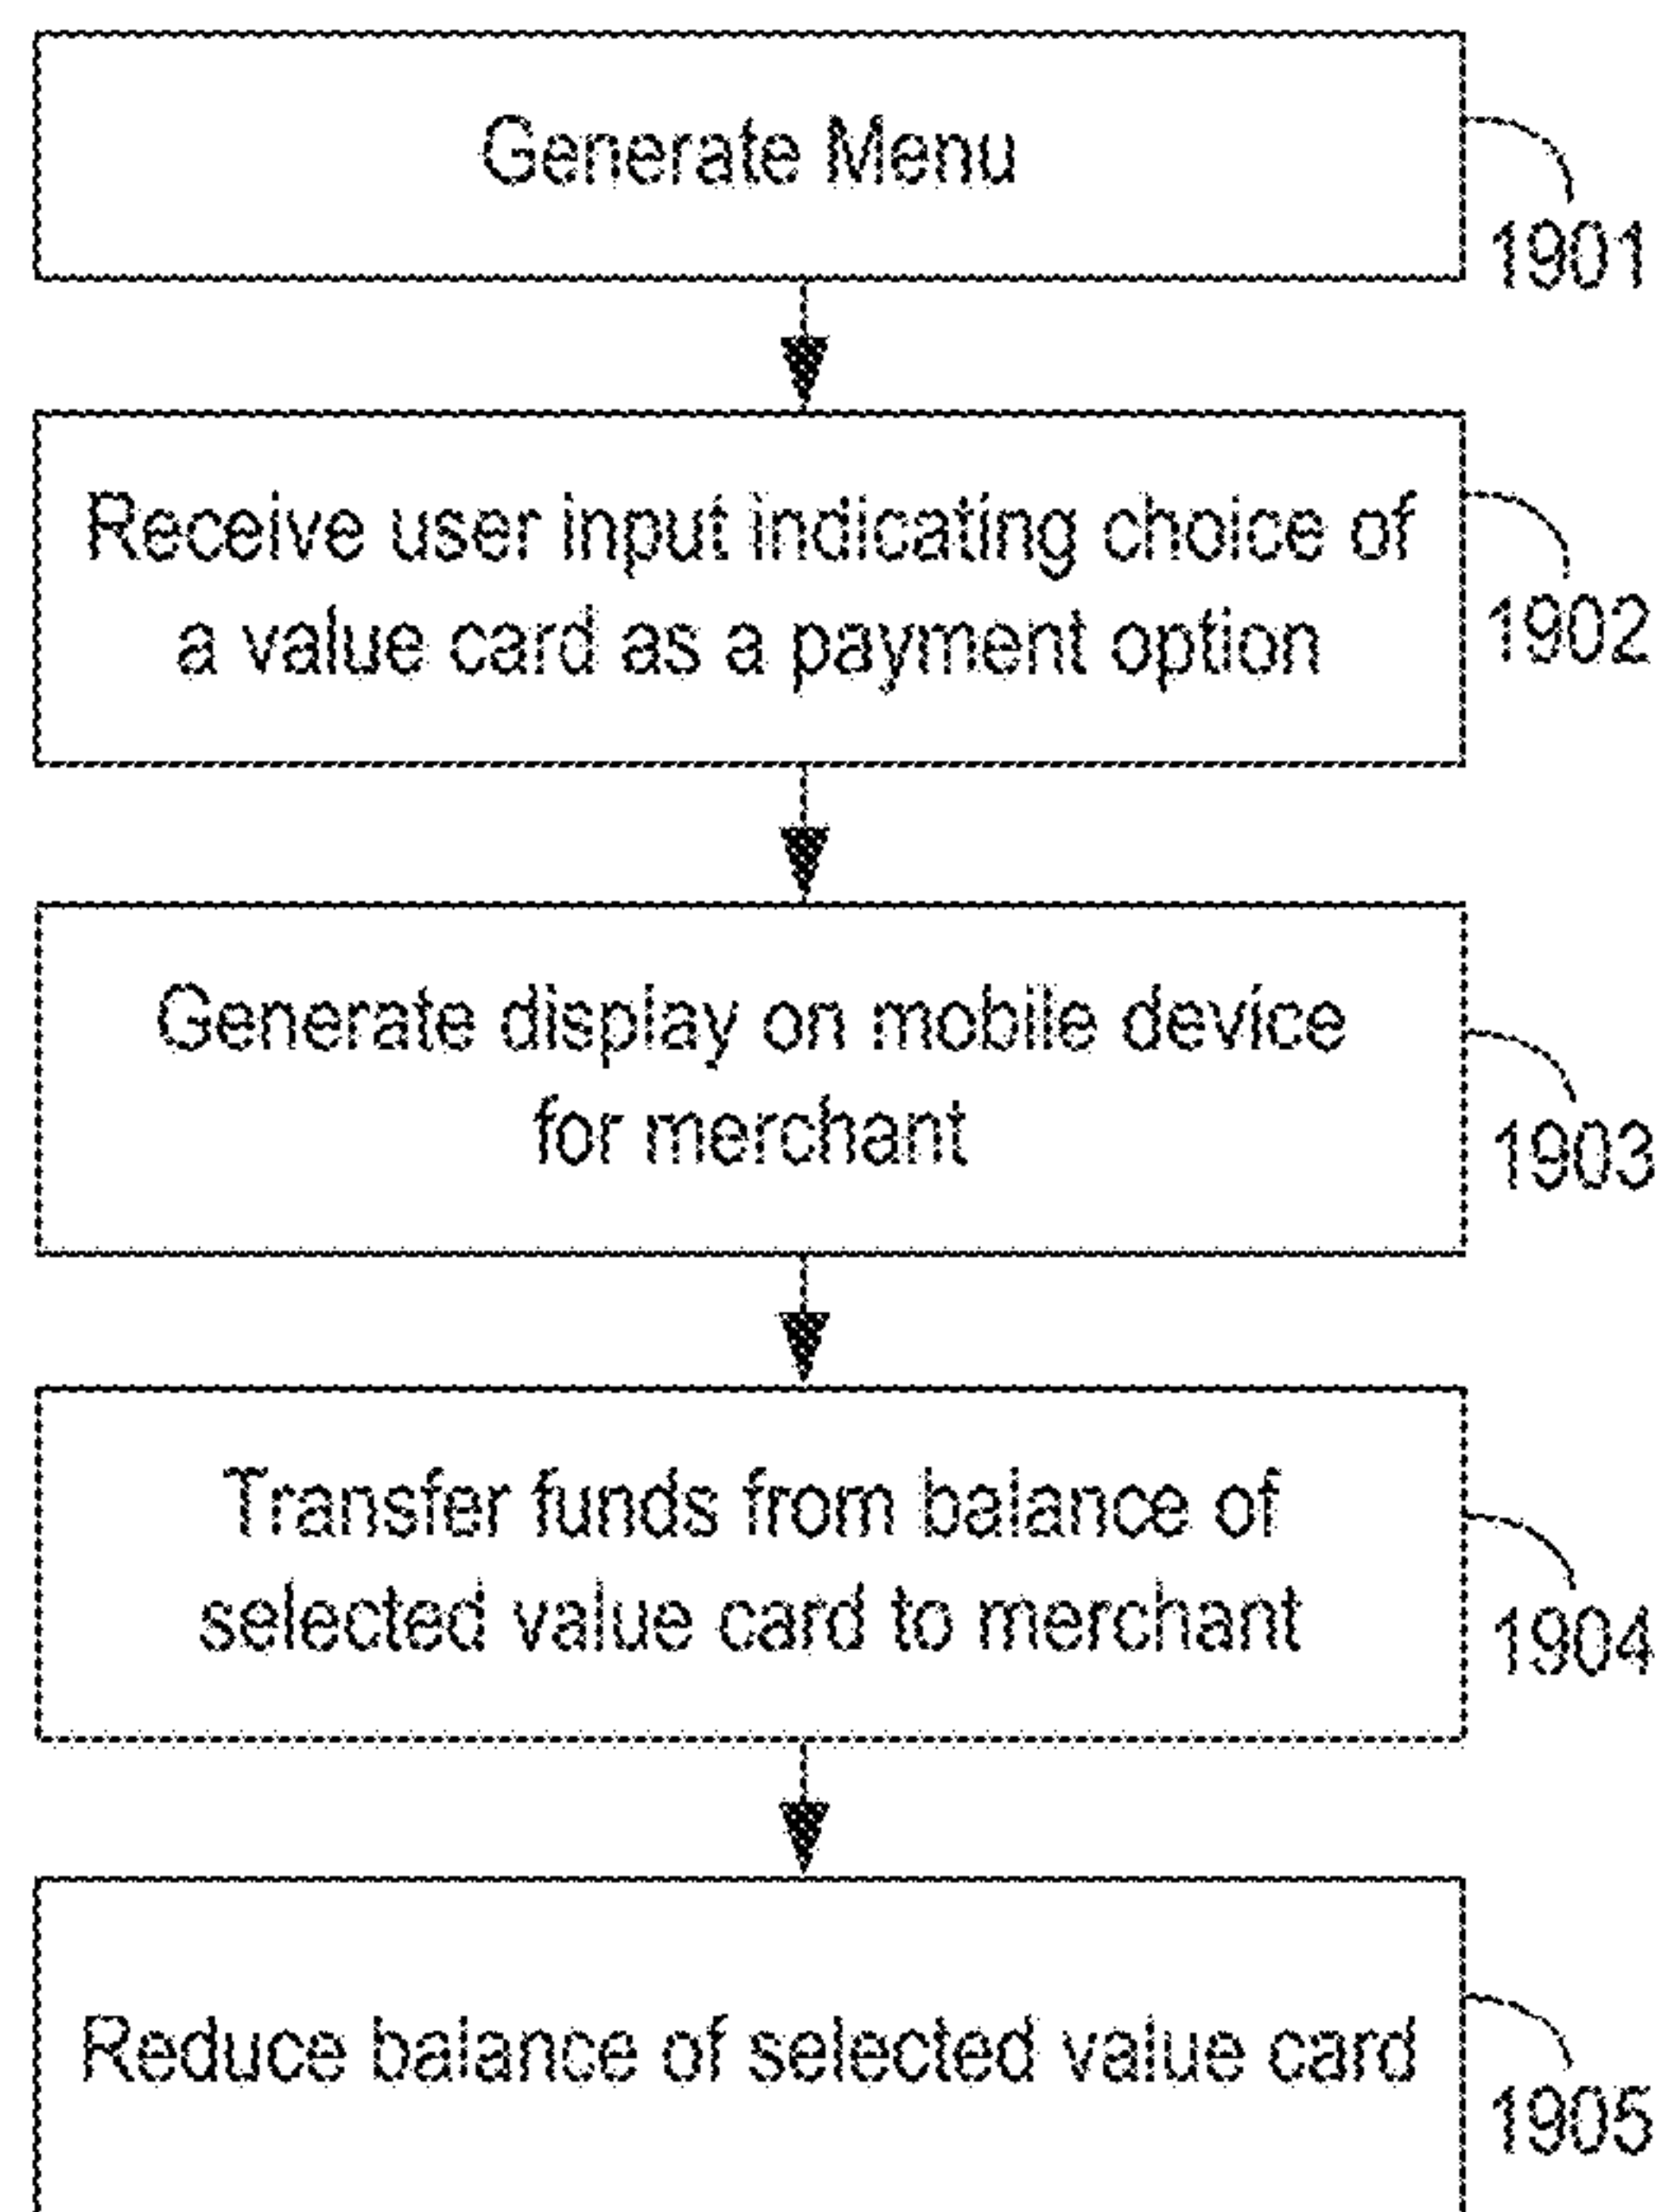 Generate Menu
1901
Receive user input indicating choice of
a value card as a payment option
1902
Generate display on mobile device
for merchant
1903
Transfer funds from balance of
selected value card to merchant
1904
Reduce balance of selected value card
1905